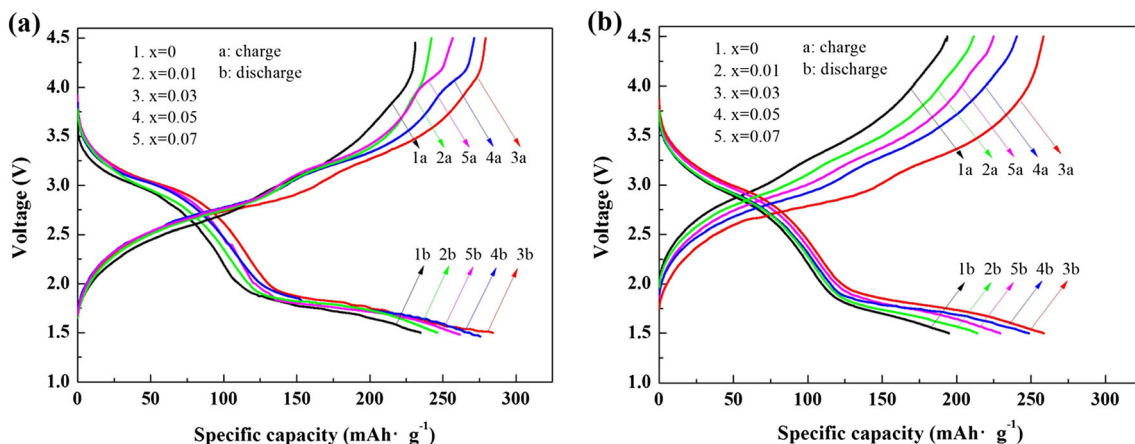 (a)
4.5
4.0
3.5
3.0
2.5
2.0
1.5
1.0
Voltage (V)
1. x=0
2. x=0.01
3. x=0.03
4. x=0.05
5. x=0.07
a: charge
b: discharge
1a 2a 5a 4a 3a
1b 2b 5b 4b 3b
0 50 100 150 200 250 300
Specific capacity (mAh· g⁻¹)
(b)
4.5
4.0
3.5
3.0
2.5
2.0
1.5
1.0
Voltage (V)
1. x=0
2. x=0.01
3. x=0.03
4. x=0.05
5. x=0.07
a: charge
b: discharge
1a 2a 5a 4a 3a
1b 2b 5b 4b 3b
0 50 100 150 200 250 300
Specific capacity (mAh· g⁻¹)